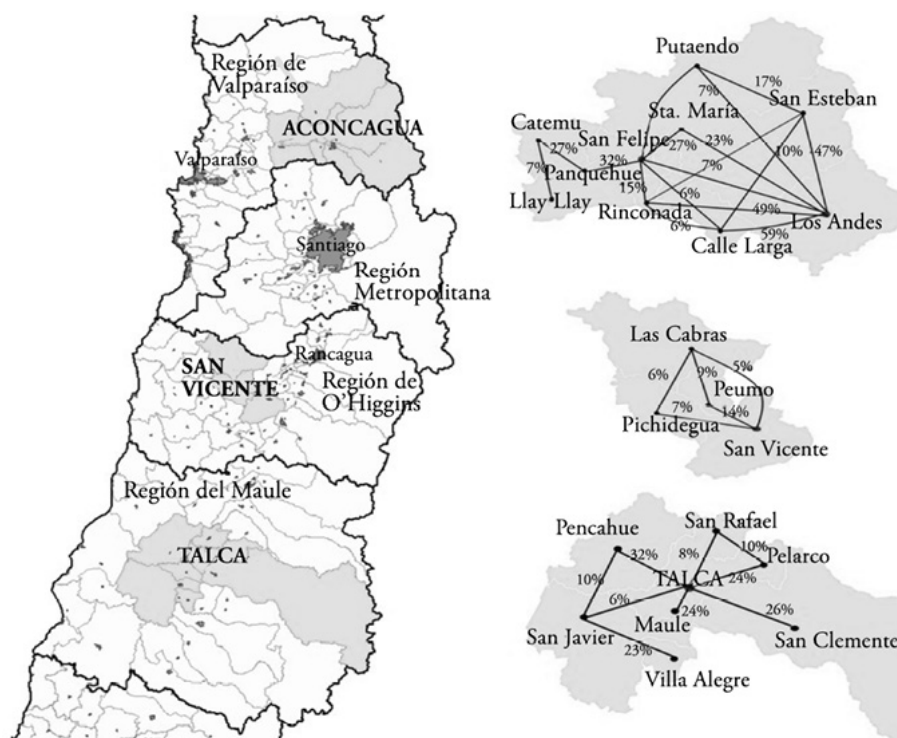 Región de
Valparaíso
ACONCAGUA
Valparaíso
Santiago
Región
Metropolitana
Rancagua
SAN
VICENTE
Región de
O'Higgins
Región del Maule
TALCA
Putaendo
17%
7%
San Esteban
Sta. María
Catemu
San Felipe
27%
27%
23%
10%
47%
32%
7%
7%
Panquehue
15%
6%
Llay Llay
Rinconada
49%
Los Andes
6%
59%
Calle Larga
Las Cabras
5%
6%
9%
Peumo
7%
14%
Pichidegua
San Vicente
San Rafael
Pencahue
32%
8%
10%
Pelarco
TALCA
24%
10%
6%
24%
Maule
26%
San Javier
San Clemente
23%
Villa Alegre